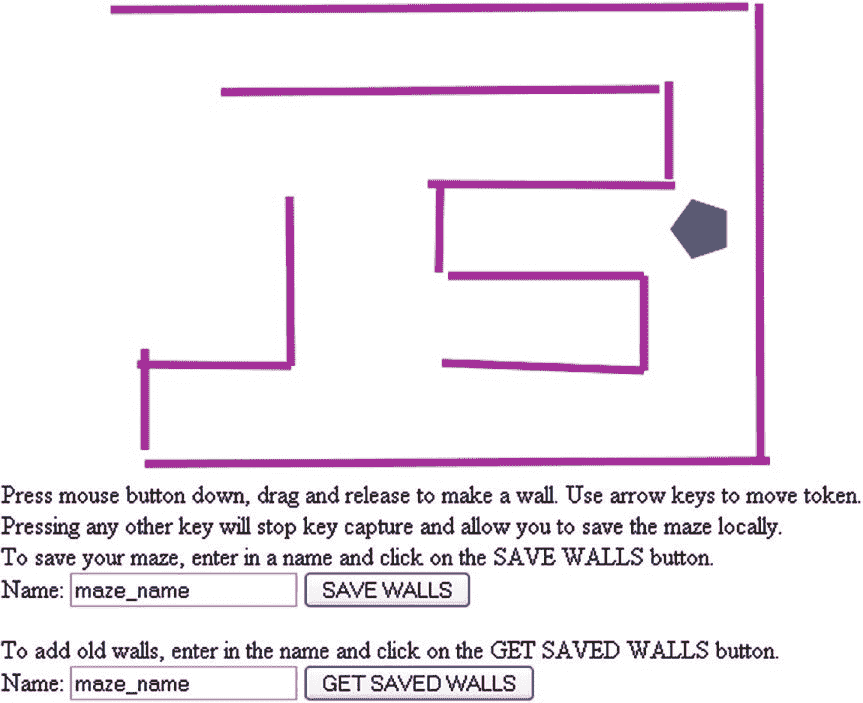 Press mouse button down, drag and release to make a wall. Use arrow keys to move token.
Pressing any other key will stop key capture and allow you to save the maze locally.
To save your maze, enter in a name and click on the SAVE WALLS button.
Name: maze_name SAVE WALLS
To add old walls, enter in the name and click on the GET SAVED WALLS button.
Name: maze_name GET SAVED WALLS